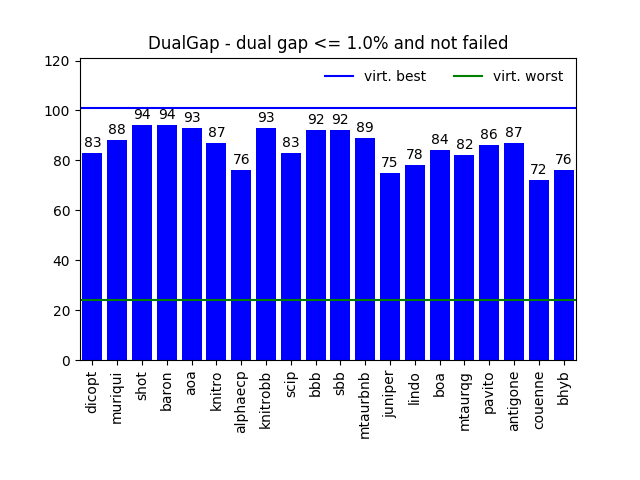 DualGap - dual gap <= 1.0% and not failed
virt. best
virt. worst
120
100
80
60
40
20
0
83
88
94
94
93
87
76
93
83
92
92
89
75
78
84
82
86
87
72
76
dicopt
muriqui
shot
baron
aoa
knitro
alphaecp
knitrobb
scip
bbb
sbb
mtaurbnb
juniper
lindo
boa
mtaurqg
pavito
antigone
couenne
bhyb